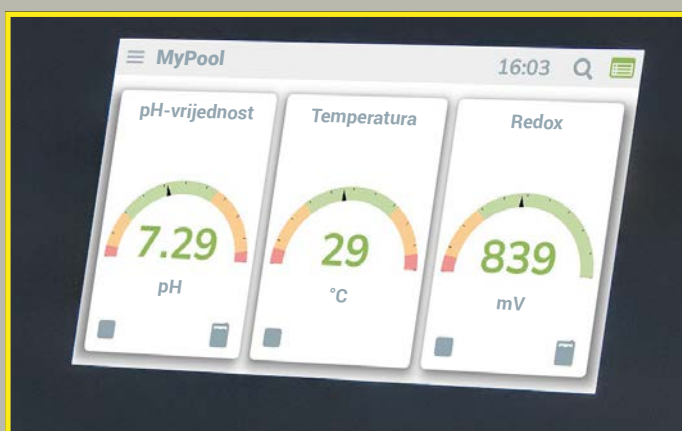 MyPool
16:03
pH-vrijednost
7.29
pH
Temperatura
29
°C
Redox
839
mV